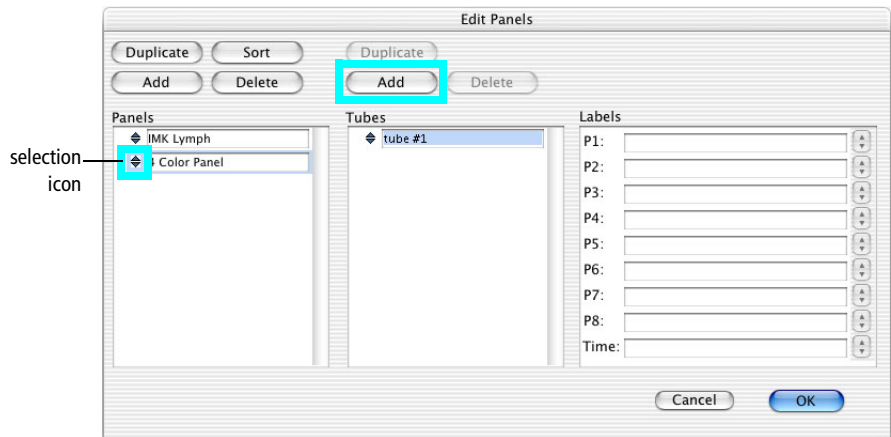 Edit Panels
Duplicate Sort Duplicate
Add Delete Add Delete
Panels Tubes Labels
IMK Lymph tube #1 P1:
selection Color Panel P2:
icon P3:
P4:
P5:
P6:
P7:
P8:
Time:
Cancel OK